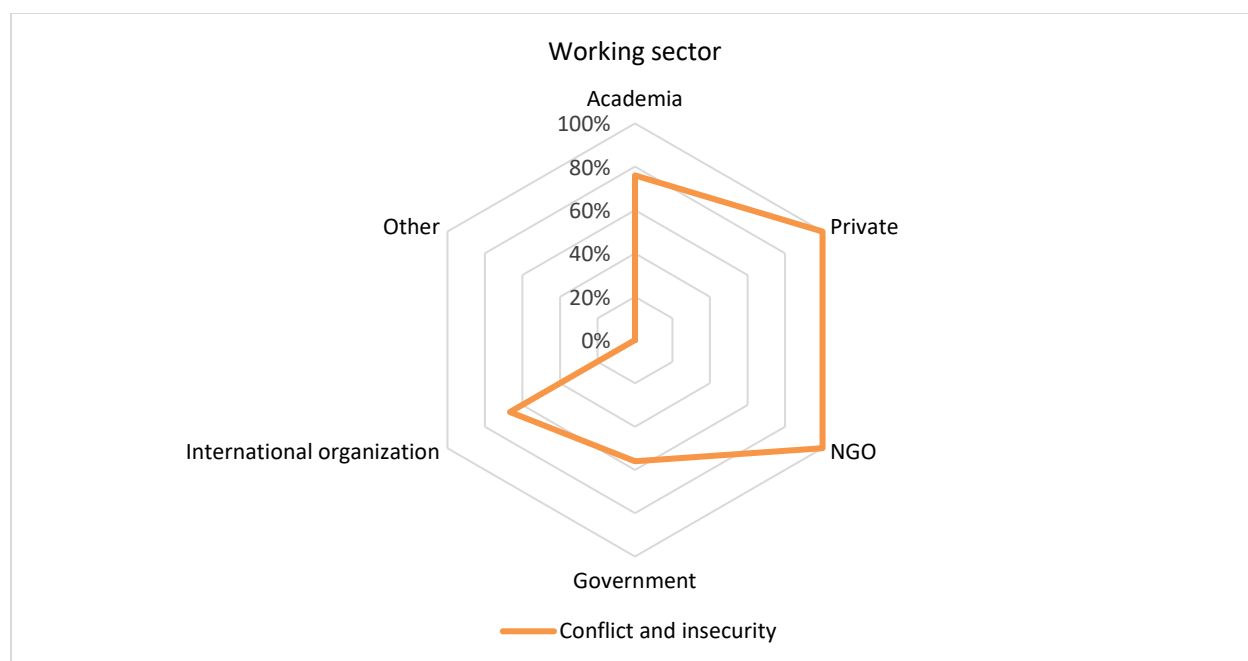 Working sector
Academia
100%
80%
60%
40%
20%
0%
Other
Private
International organization
NGO
Government
Conflict and insecurity